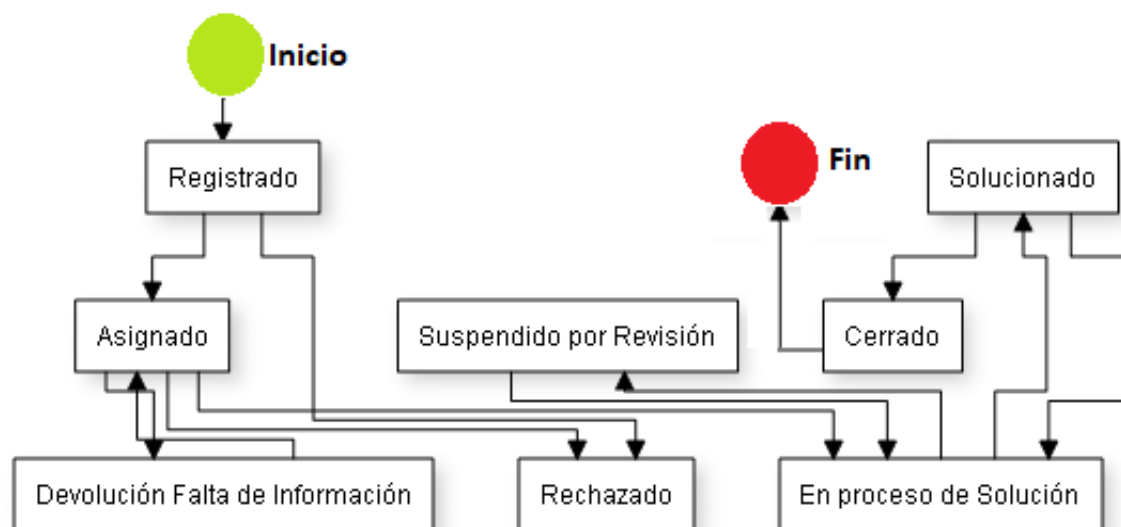 Inicio
Registrado
Fin
Solucionado
Asignado
Suspendido por Revisión
Cerrado
Devolución Falta de Información
Rechazado
En proceso de Solución